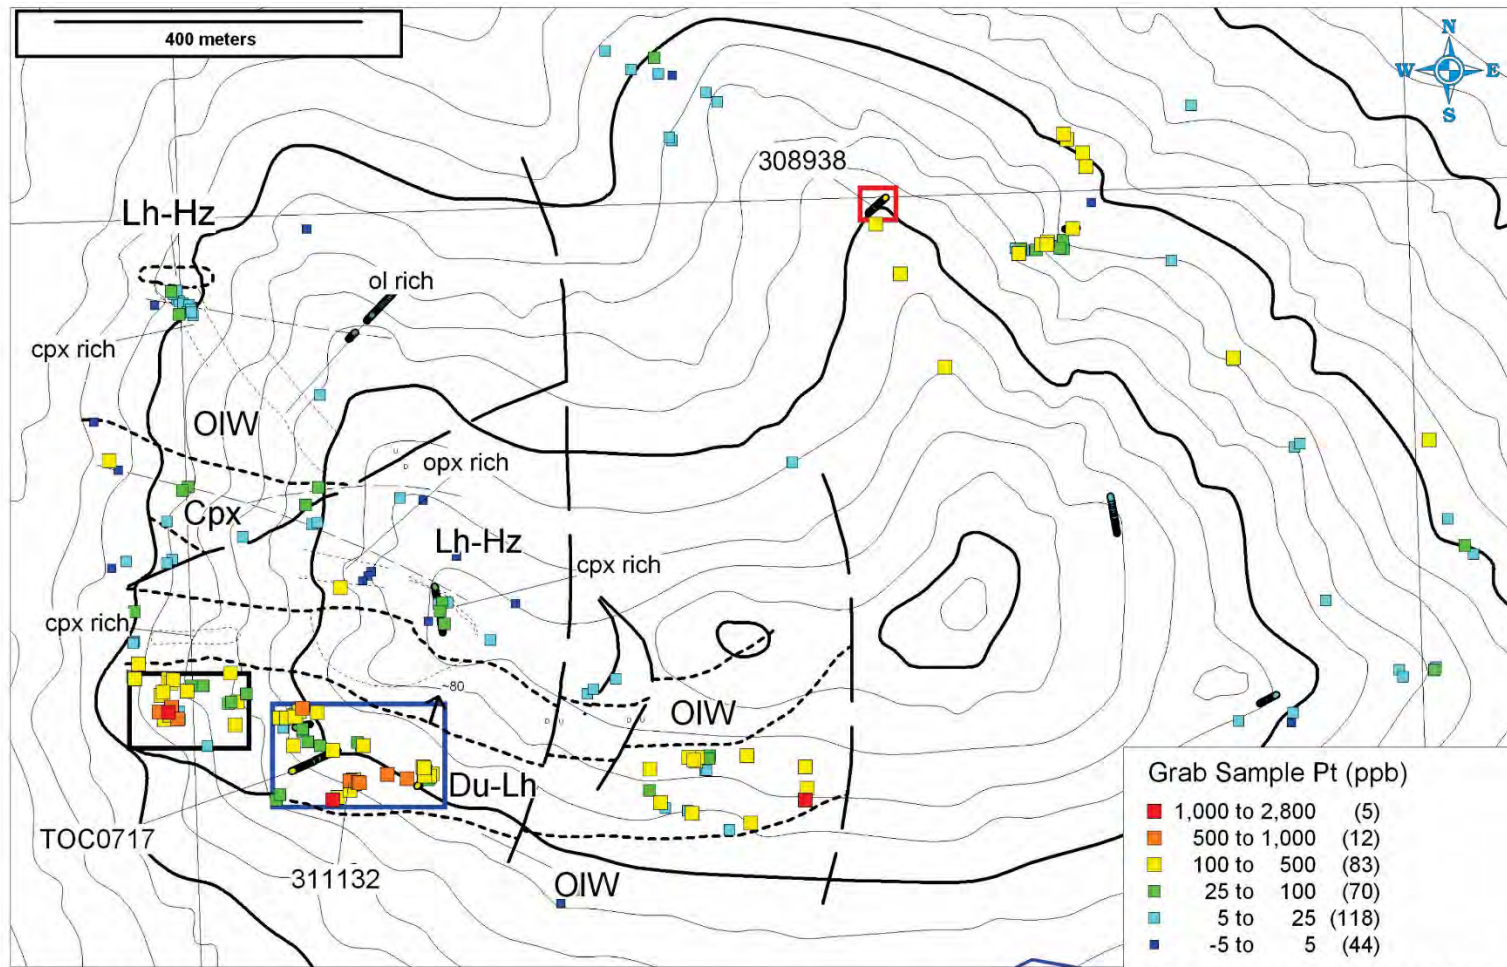 400 meters
N
W E
S
308938
Lh-Hz
ol rich
cpx rich
OlW
opx rich
Cpx
Lh-Hz
cpx rich
cpx rich
~80
OlW
D U D U
Du-Lh
TOC0717
311132
OlW
Grab Sample Pt (ppb)
1,000 to 2,800 (5)
500 to 1,000 (12)
100 to 500 (83)
25 to 100 (70)
5 to 25 (118)
-5 to 5 (44)